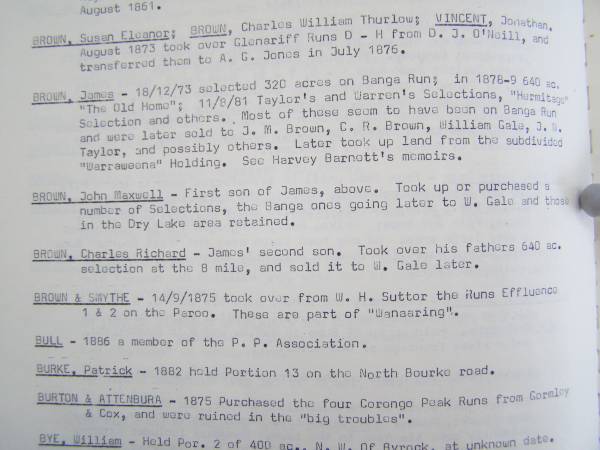 August 1861.
BROWN, Susan Eleanor; BROWN, Charles William Thurlow; VINCENT, Jonathan.
August 1873 took over Glenariff Runs D - H from D. J. O'Neill, and
transferred them to A. G. Jones in July 1876.
BROWN, James - 18/12/73 selected 320 acres on Banga Run; in 1878-9 640 ac.
"The Old Home"; 11/8/81 Taylor's and Warren's Selections, "Hermitage"
Selection and others. Most of these seem to have been on Banga Run
and were later sold to J. M. Brown, C. R. Brown, William Gale, J. W.
Taylor, and possibly others. Later took up land from the subdivided
"Warraweena" Holding. See Harvey Barnett's memoirs.
BROWN, John Maxwell - First son of James, above. Took up or purchased a
number of Selections, the Banga ones going later to W. Gale and those
in the Dry Lake area retained.
BROWN, Charles Richard - James' second son. Took over his fathers 640 ac.
selection at the 8 mile, and sold it to W. Gale later.
BROWN & SMYTHE - 14/9/1875 took over from W. H. Suttor the Runs Effluence
1 & 2 on the Paroo. These are part of "Wanaaring".
BULL - 1886 a member of the P. P. Association.
BURKE, Patrick - 1882 held Portion 13 on the North Bourke road.
BURTON & ATTENBURA - 1875 Purchased the four Corongo Peak Runs from Gormley
& Cox, and were ruined in the "big troubles".
BYE, William - Held Por. 2 of 400 ac., N. W. Of Byrock, at unknown date.